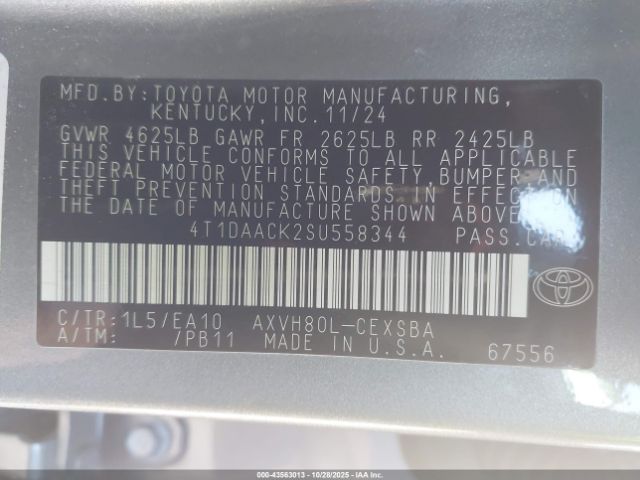 MFD.BY:TOYOTA MOTOR MANUFACTURING,
KENTUCKY,INC.11/24
GVWR 4625LB GAWR FR 2625LB RR 2425LB
THIS VEHICLE CONFORMS TO ALL APPLICABLE
FEDERAL MOTOR VEHICLE SAFETY, BUMPER,AND
THEFT PREVENTION STANDARDS IN EFFECT ON
THE DATE OF MANUFACTURE SHOWN ABOVE.
4T1DAACK2SU558344 PASS.CAR
C/TR:1L5/EA10 AXVH80L-CEXSBA
A/TM: /PB11 MADE IN U.S.A. 67556
000-43563013 | 10/28/2025 | © IAA Holdings, LLC